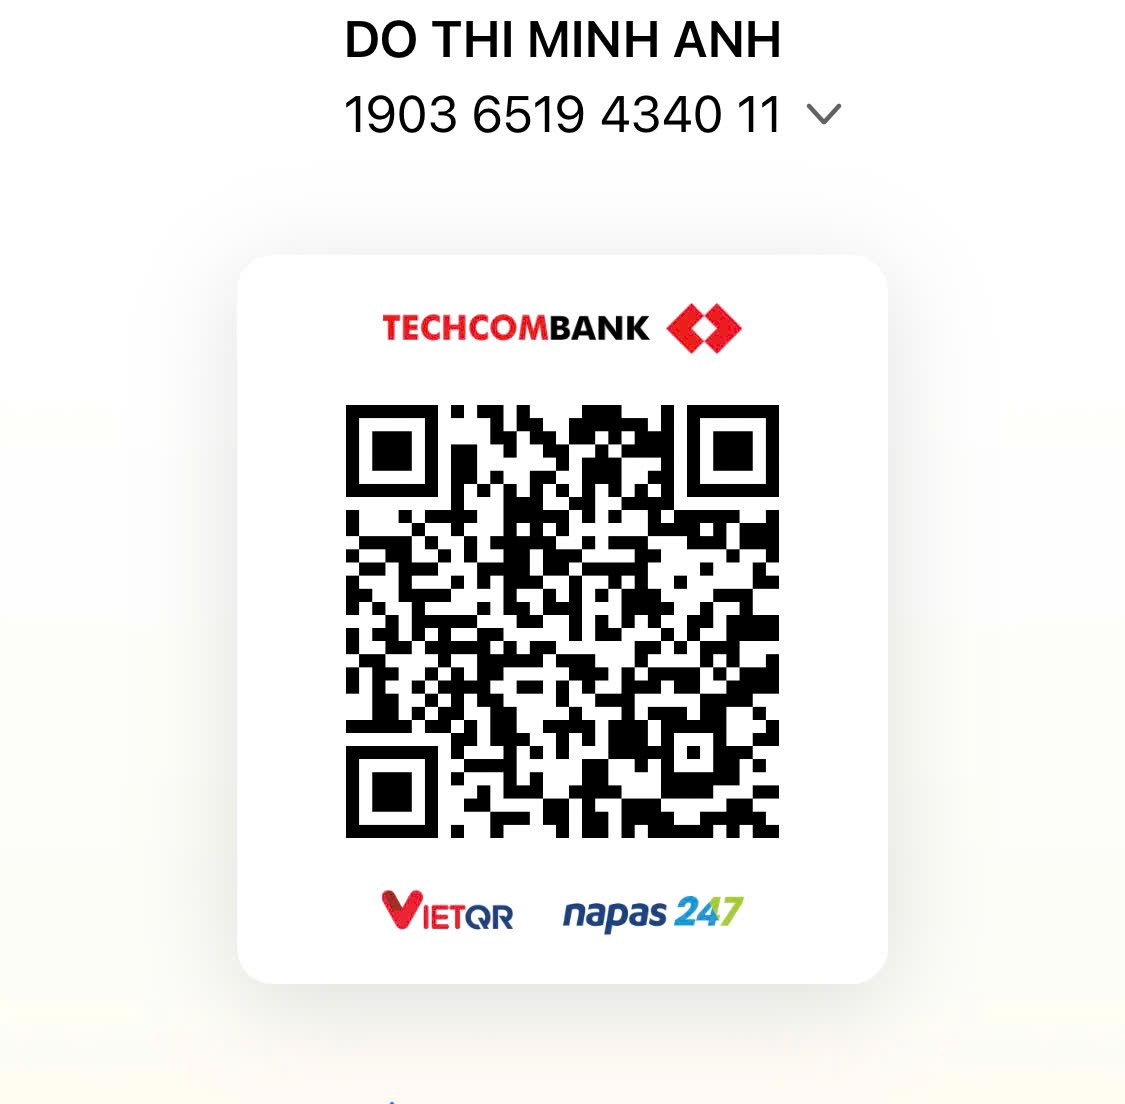 DO THI MINH ANH
1903 6519 4340 11
TECHCOMBANK
VIETQR
napas 247